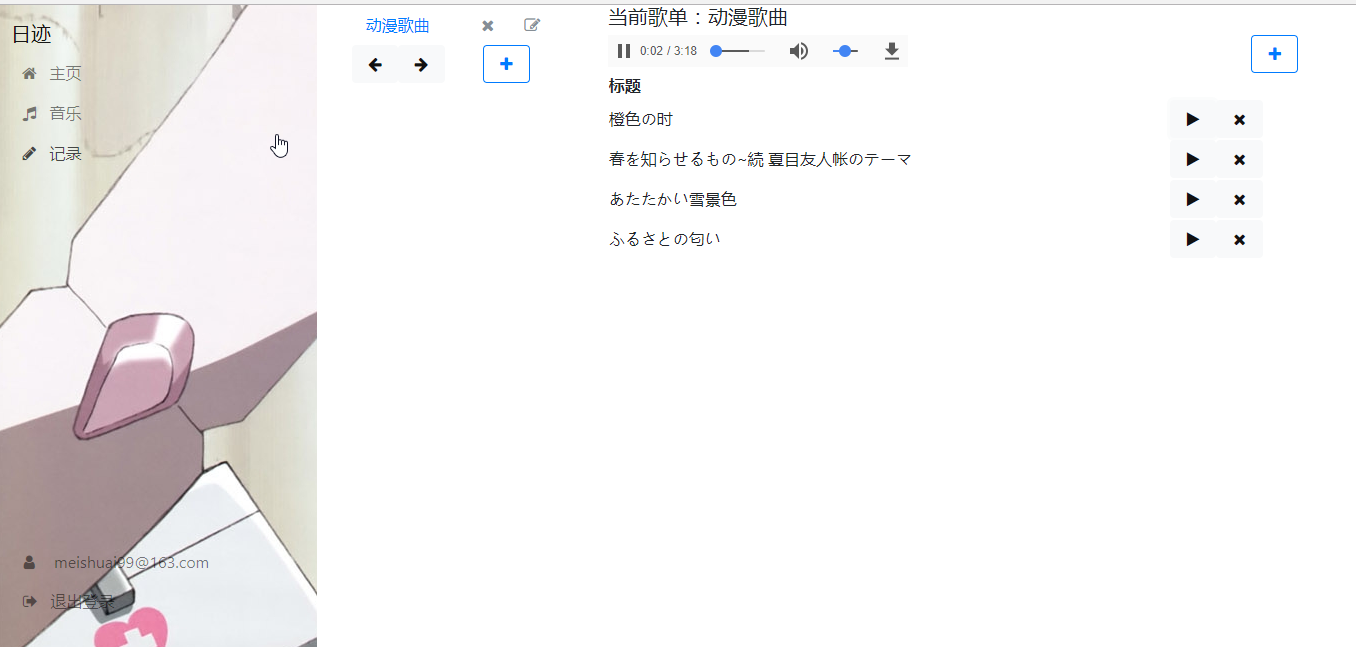 日迹
主页
音乐
记录
meishuai99@163.com
退出登录
动漫歌曲
当前歌单：动漫歌曲
0:02 / 3:18
标题
橙色の时
春を知らせるもの~続 夏目友人帐のテーマ
あたたかい雪景色
ふるさとの匂い